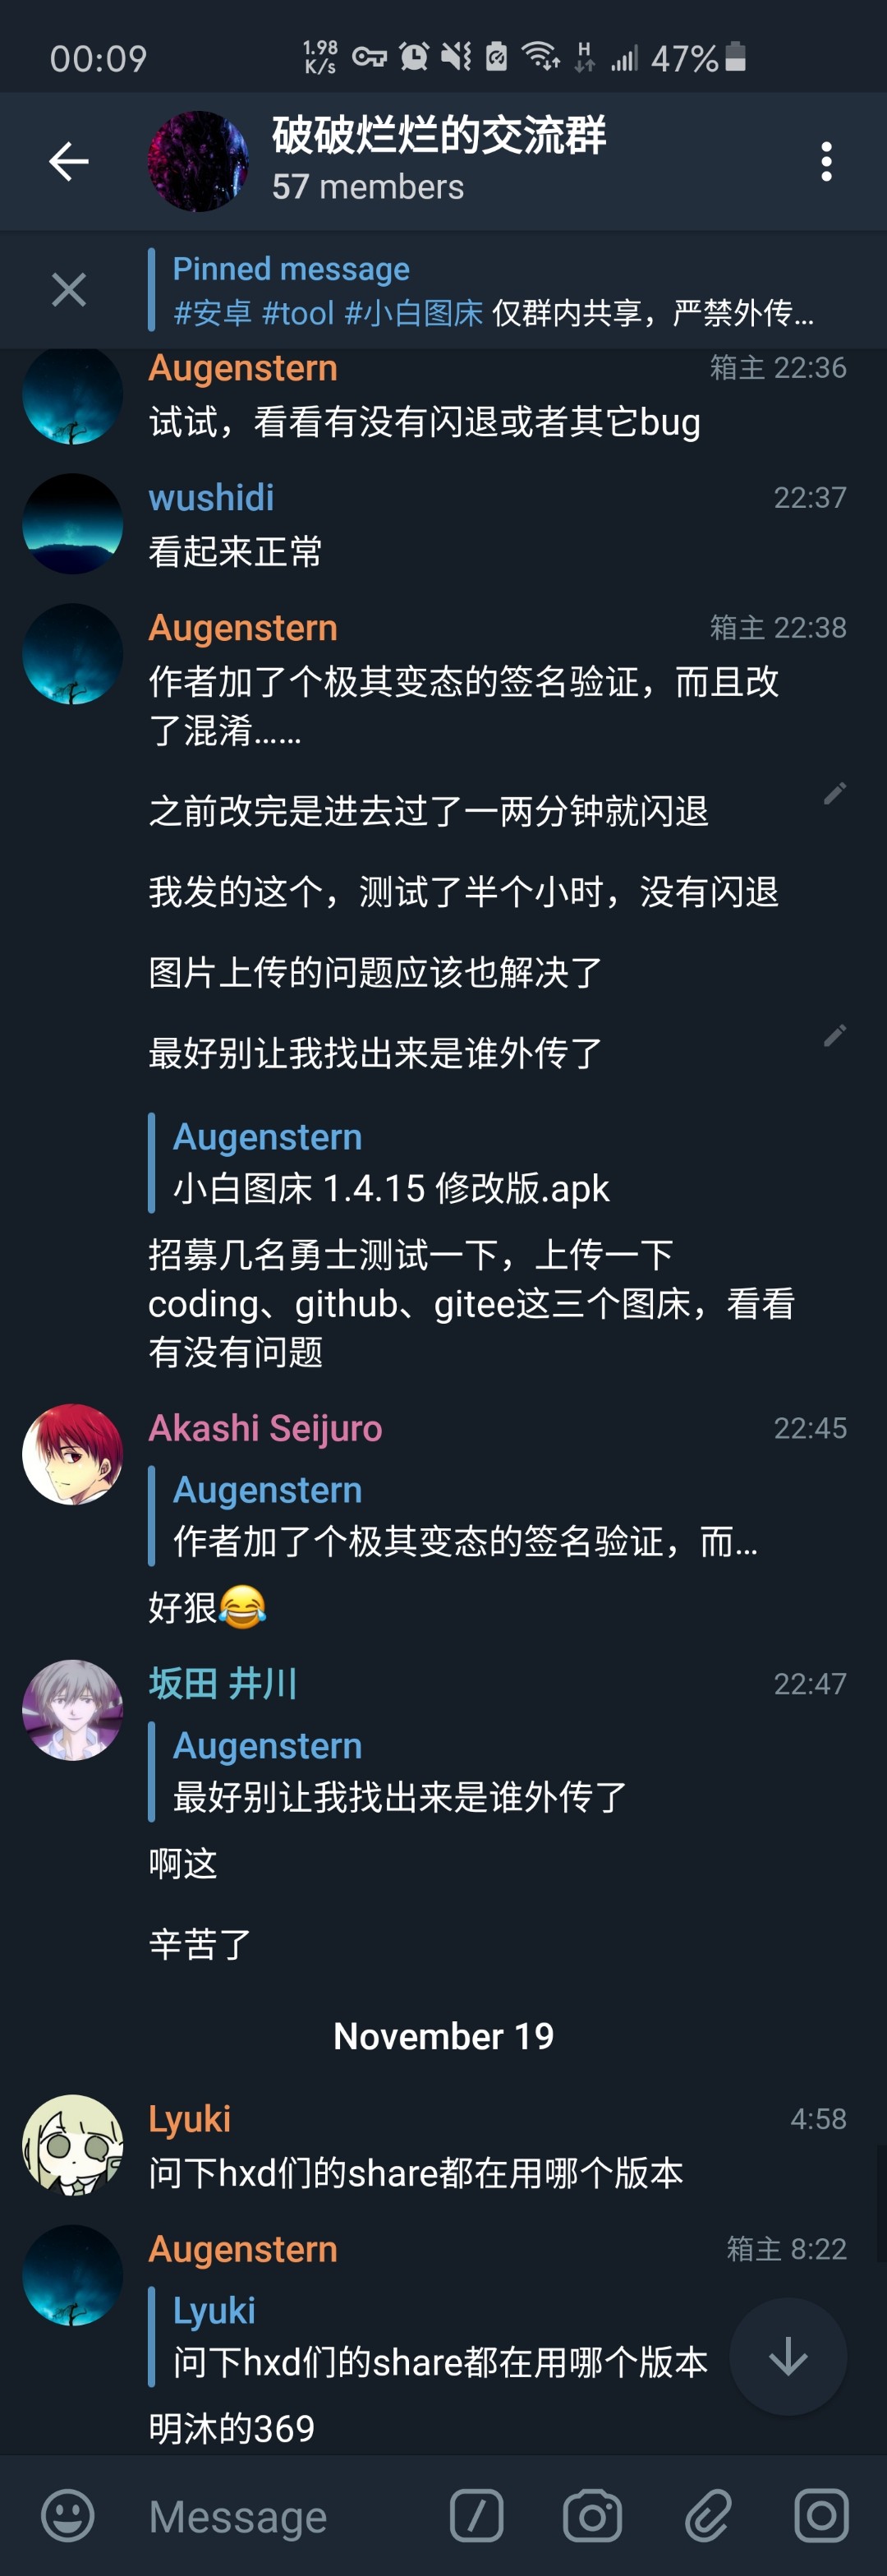 00:09
1.98 K/s
H
47%
破破烂烂的交流群
57 members
Pinned message
#安卓 #tool #小白图床 仅群内共享，严禁外传...
Augenstern
箱主 22:36
试试，看看有没有闪退或者其它bug
wushidi
22:37
看起来正常
Augenstern
箱主 22:38
作者加了个极其变态的签名验证，而且改
了混淆......
之前改完是进去过了一两分钟就闪退
我发的这个，测试了半个小时，没有闪退
图片上传的问题应该也解决了
最好别让我找出来是谁外传了
Augenstern
小白图床 1.4.15 修改版.apk
招募几名勇士测试一下，上传一下
coding、github、gitee这三个图床，看看
有没有问题
Akashi Seijuro
22:45
Augenstern
作者加了个极其变态的签名验证，而...
好狠😂
坂田 井川
22:47
Augenstern
最好别让我找出来是谁外传了
啊这
辛苦了
November 19
Lyuki
4:58
问下hxd们的share都在用哪个版本
Augenstern
箱主 8:22
Lyuki
问下hxd们的share都在用哪个版本
明沐的369
Message